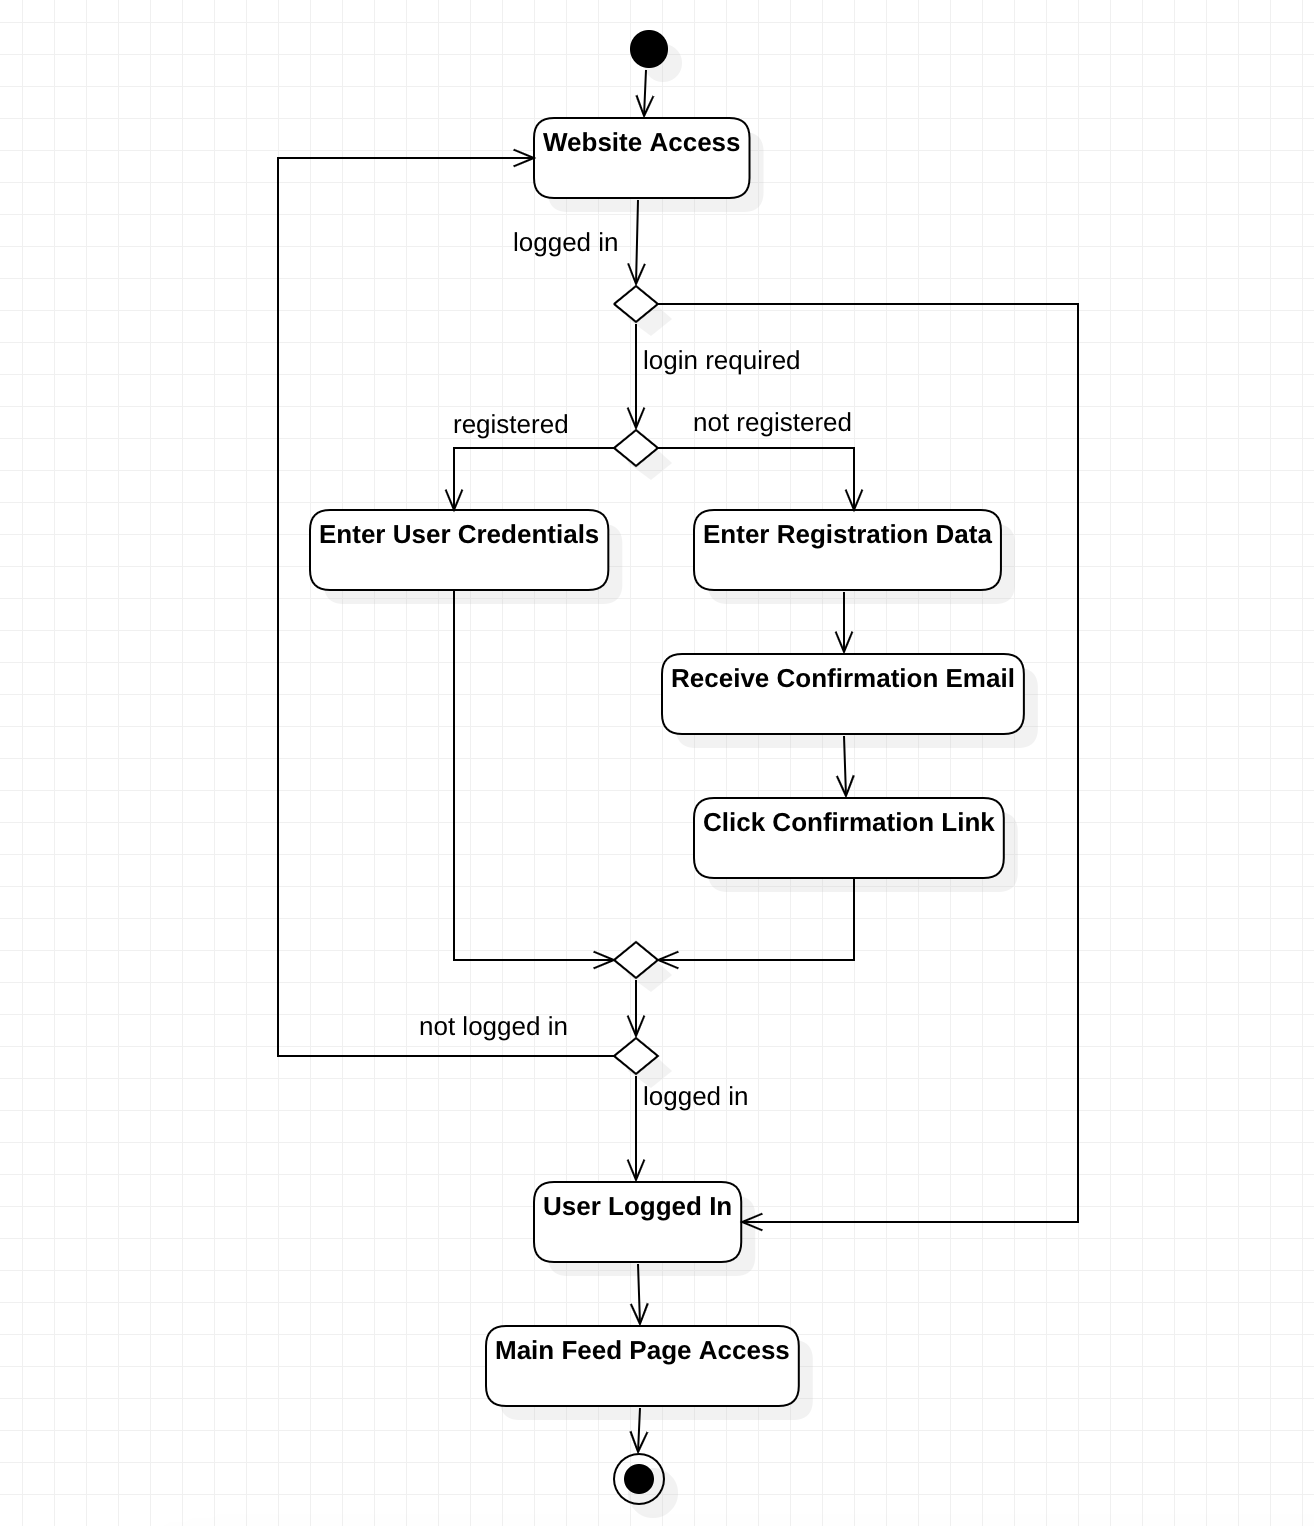 Website Access
logged in
login required
registered
not registered
Enter User Credentials
Enter Registration Data
Receive Confirmation Email
Click Confirmation Link
not logged in
logged in
User Logged In
Main Feed Page Access